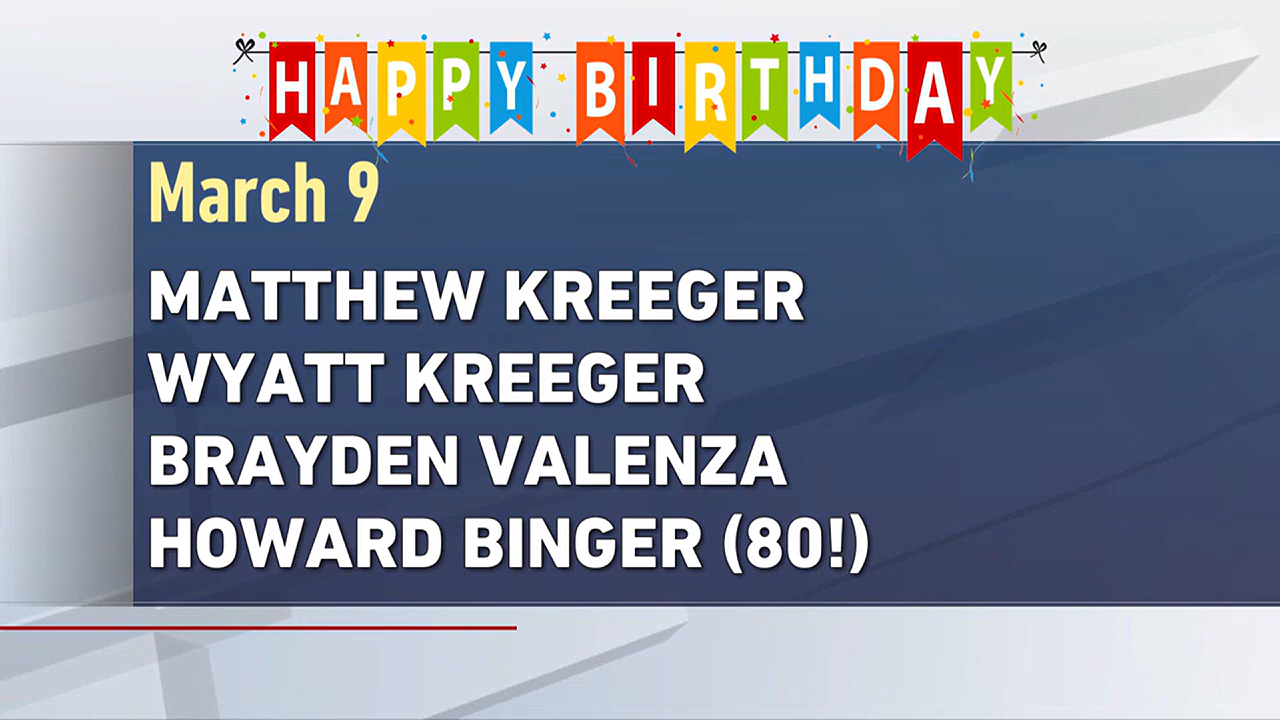 HAPPY BIRTHDAY
March 9
MATTHEW KREEGER
WYATT KREEGER
BRAYDEN VALENZA
HOWARD BINGER (80!)